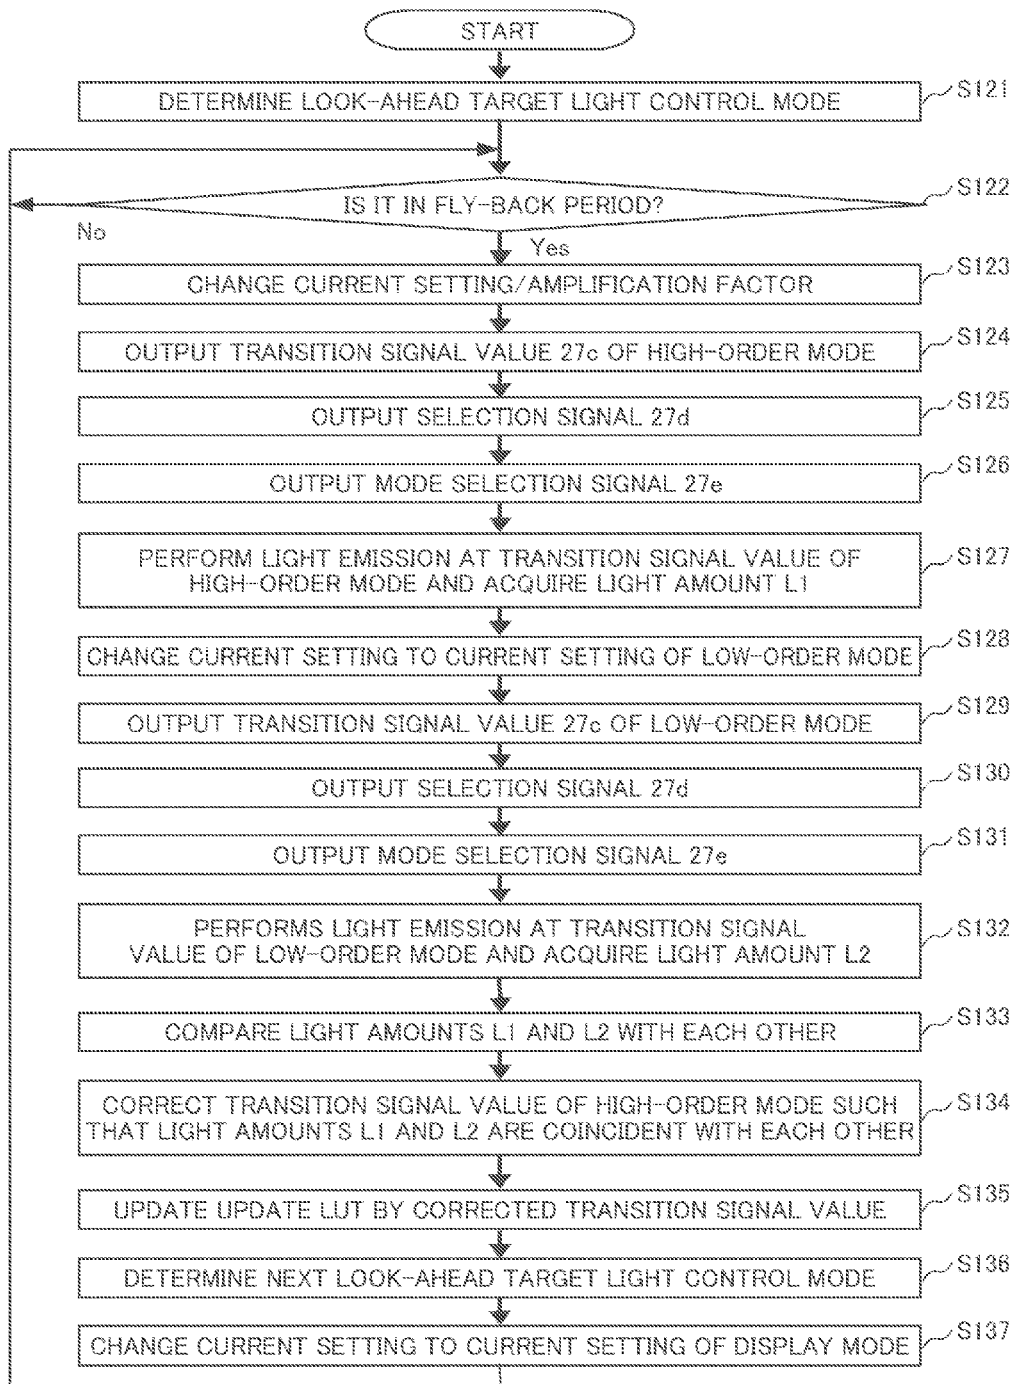 START
DETERMINE LOOK-AHEAD TARGET LIGHT CONTROL MODE
S121
IS IT IN FLY-BACK PERIOD?
S122
No
Yes
CHANGE CURRENT SETTING/AMPLIFICATION FACTOR
S123
OUTPUT TRANSITION SIGNAL VALUE 27c OF HIGH-ORDER MODE
S124
OUTPUT SELECTION SIGNAL 27d
S125
OUTPUT MODE SELECTION SIGNAL 27e
S126
PERFORM LIGHT EMISSION AT TRANSITION SIGNAL VALUE OF
HIGH-ORDER MODE AND ACQUIRE LIGHT AMOUNT L1
S127
CHANGE CURRENT SETTING TO CURRENT SETTING OF LOW-ORDER MODE
S128
OUTPUT TRANSITION SIGNAL VALUE 27c OF LOW-ORDER MODE
S129
OUTPUT SELECTION SIGNAL 27d
S130
OUTPUT MODE SELECTION SIGNAL 27e
S131
PERFORMS LIGHT EMISSION AT TRANSITION SIGNAL
VALUE OF LOW-ORDER MODE AND ACQUIRE LIGHT AMOUNT L2
S132
COMPARE LIGHT AMOUNTS L1 AND L2 WITH EACH OTHER
S133
CORRECT TRANSITION SIGNAL VALUE OF HIGH-ORDER MODE SUCH
THAT LIGHT AMOUNTS L1 AND L2 ARE COINCIDENT WITH EACH OTHER
S134
UPDATE UPDATE LUT BY CORRECTED TRANSITION SIGNAL VALUE
S135
DETERMINE NEXT LOOK-AHEAD TARGET LIGHT CONTROL MODE
S136
CHANGE CURRENT SETTING TO CURRENT SETTING OF DISPLAY MODE
S137